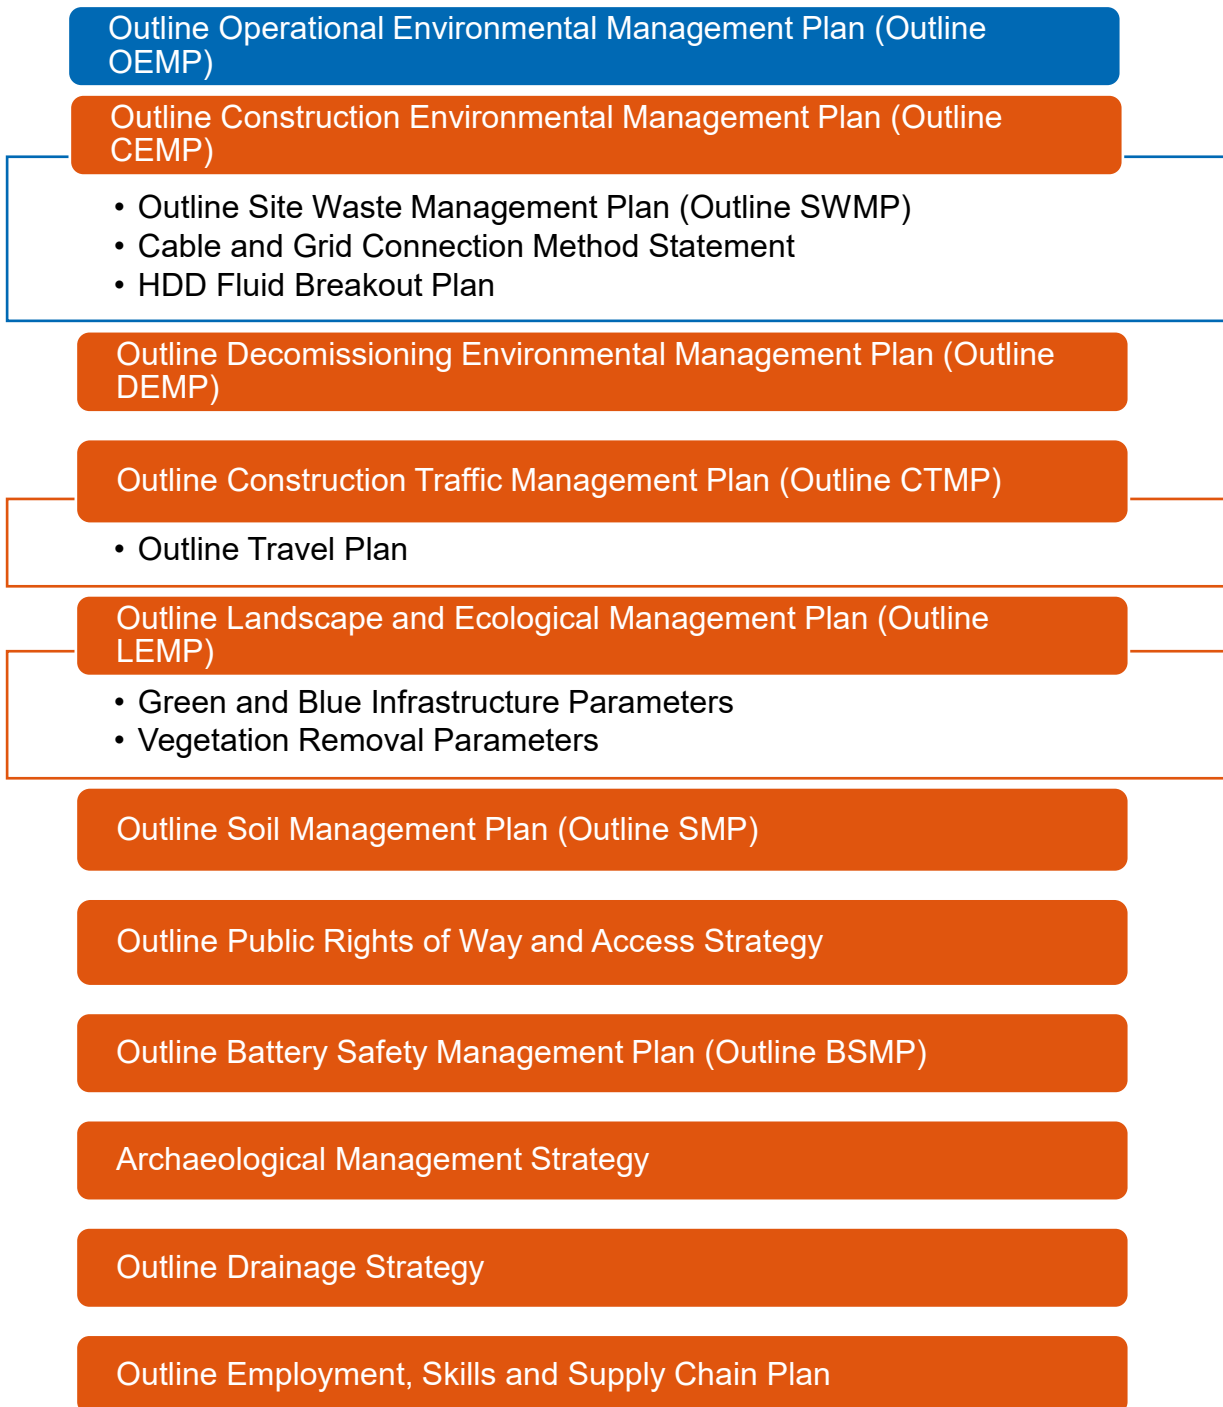 Outline Operational Environmental Management Plan (Outline
OEMP)
Outline Construction Environmental Management Plan (Outline
CEMP)
• Outline Site Waste Management Plan (Outline SWMP)
• Cable and Grid Connection Method Statement
• HDD Fluid Breakout Plan
Outline Decomissioning Environmental Management Plan (Outline
DEMP)
Outline Construction Traffic Management Plan (Outline CTMP)
• Outline Travel Plan
Outline Landscape and Ecological Management Plan (Outline
LEMP)
• Green and Blue Infrastructure Parameters
• Vegetation Removal Parameters
Outline Soil Management Plan (Outline SMP)
Outline Public Rights of Way and Access Strategy
Outline Battery Safety Management Plan (Outline BSMP)
Archaeological Management Strategy
Outline Drainage Strategy
Outline Employment, Skills and Supply Chain Plan